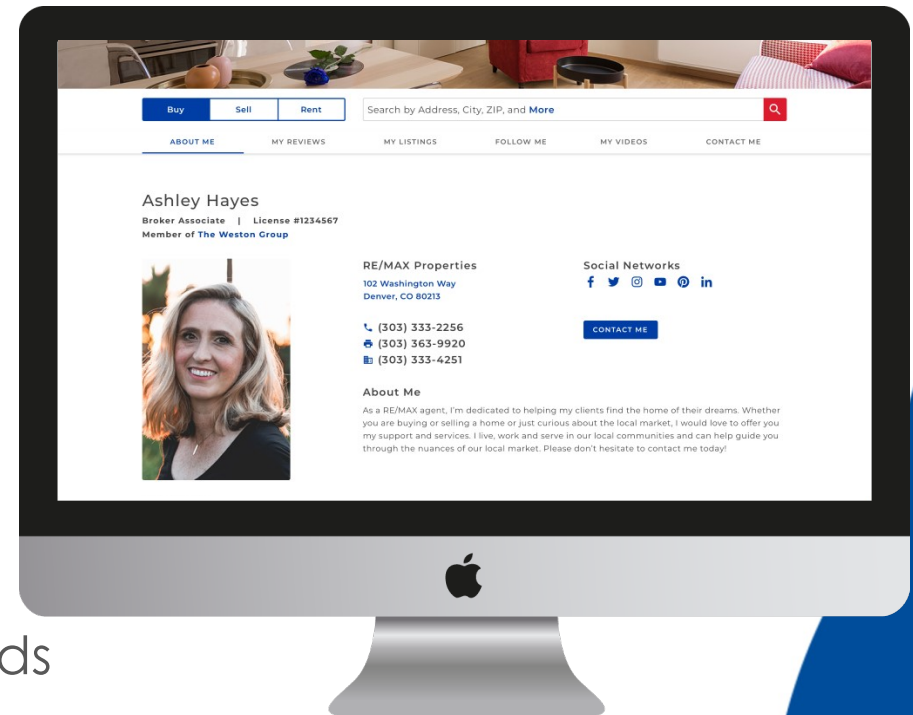 Buy
Sell
Rent
Search by Address, City, ZIP, and More
ABOUT ME
MY REVIEWS
MY LISTINGS
FOLLOW ME
MY VIDEOS
CONTACT ME
Ashley Hayes
Broker Associate | License #1234567
Member of The Weston Group
RE/MAX Properties
102 Washington Way
Denver, CO 80213
(303) 333-2256
(303) 363-9920
(303) 333-4251
Social Networks
CONTACT ME
About Me
As a RE/MAX agent, I'm dedicated to helping my clients find the home of their dreams. Whether
you are buying or selling a home or just curious about the local market, I would love to offer you
my support and services. I live, work and serve in our local communities and can help guide you
through the nuances of our local market. Please don't hesitate to contact me today!
ds